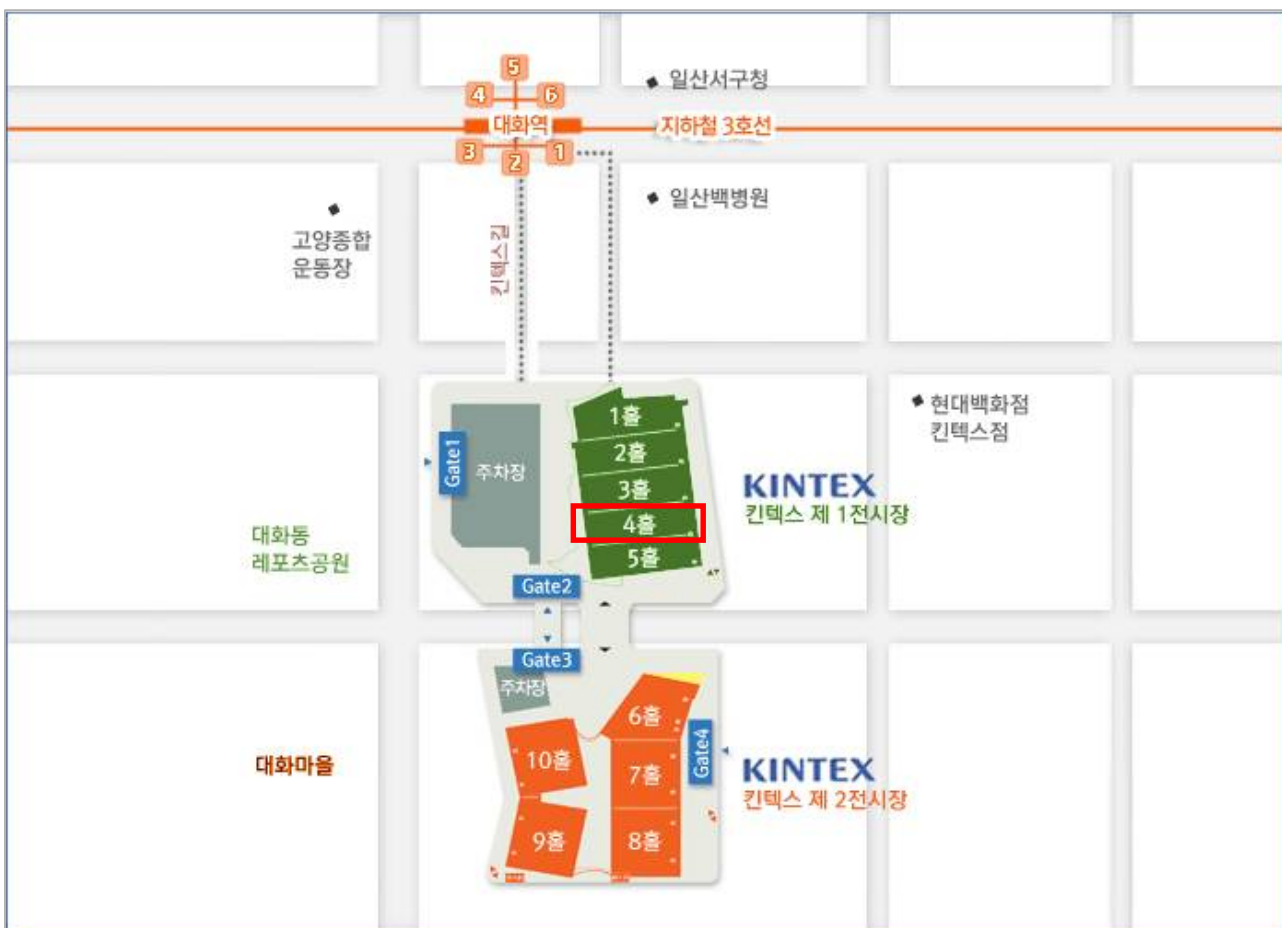 5
4
6
일산서구청
대화역
지하철 3호선
3
2
1
일산백병원
고양종합
운동장
킨텍스길
1홀
현대백화점
킨텍스점
2홀
Gate1
주차장
3홀
KINTEX
킨텍스 제 1전시장
4홀
대화동
레포츠공원
5홀
Gate2
Gate3
주차장
6홀
Gate4
10홀
7홀
대화마을
KINTEX
킨텍스 제 2전시장
9홀
8홀